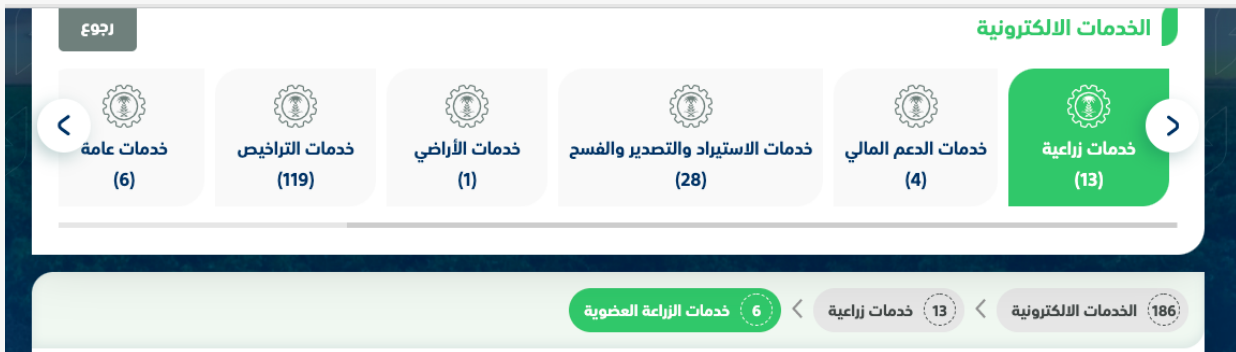 الخدمات الالكترونية
رجوع
خدمات زراعية
(13)
خدمات الدعم المالي
(4)
خدمات الاستيراد والتصدير والفسح
(28)
خدمات الأراضي
(1)
خدمات التراخيص
(119)
خدمات عامة
(6)
186 الخدمات الالكترونية > 13 خدمات زراعية > 6 خدمات الزراعة العضوية